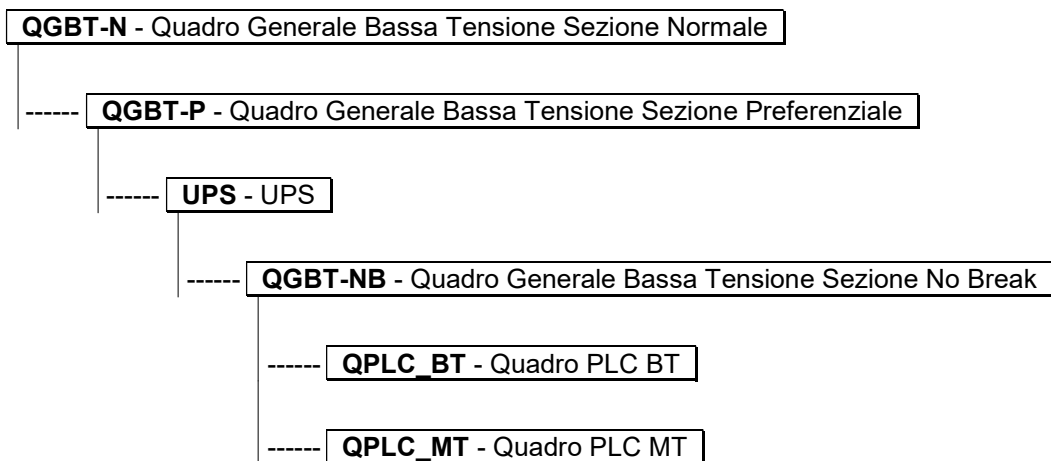 QGBT-N - Quadro Generale Bassa Tensione Sezione Normale
------ QGBT-P - Quadro Generale Bassa Tensione Sezione Preferenziale
------ UPS - UPS
------ QGBT-NB - Quadro Generale Bassa Tensione Sezione No Break
------ QPLC_BT - Quadro PLC BT
------ QPLC_MT - Quadro PLC MT